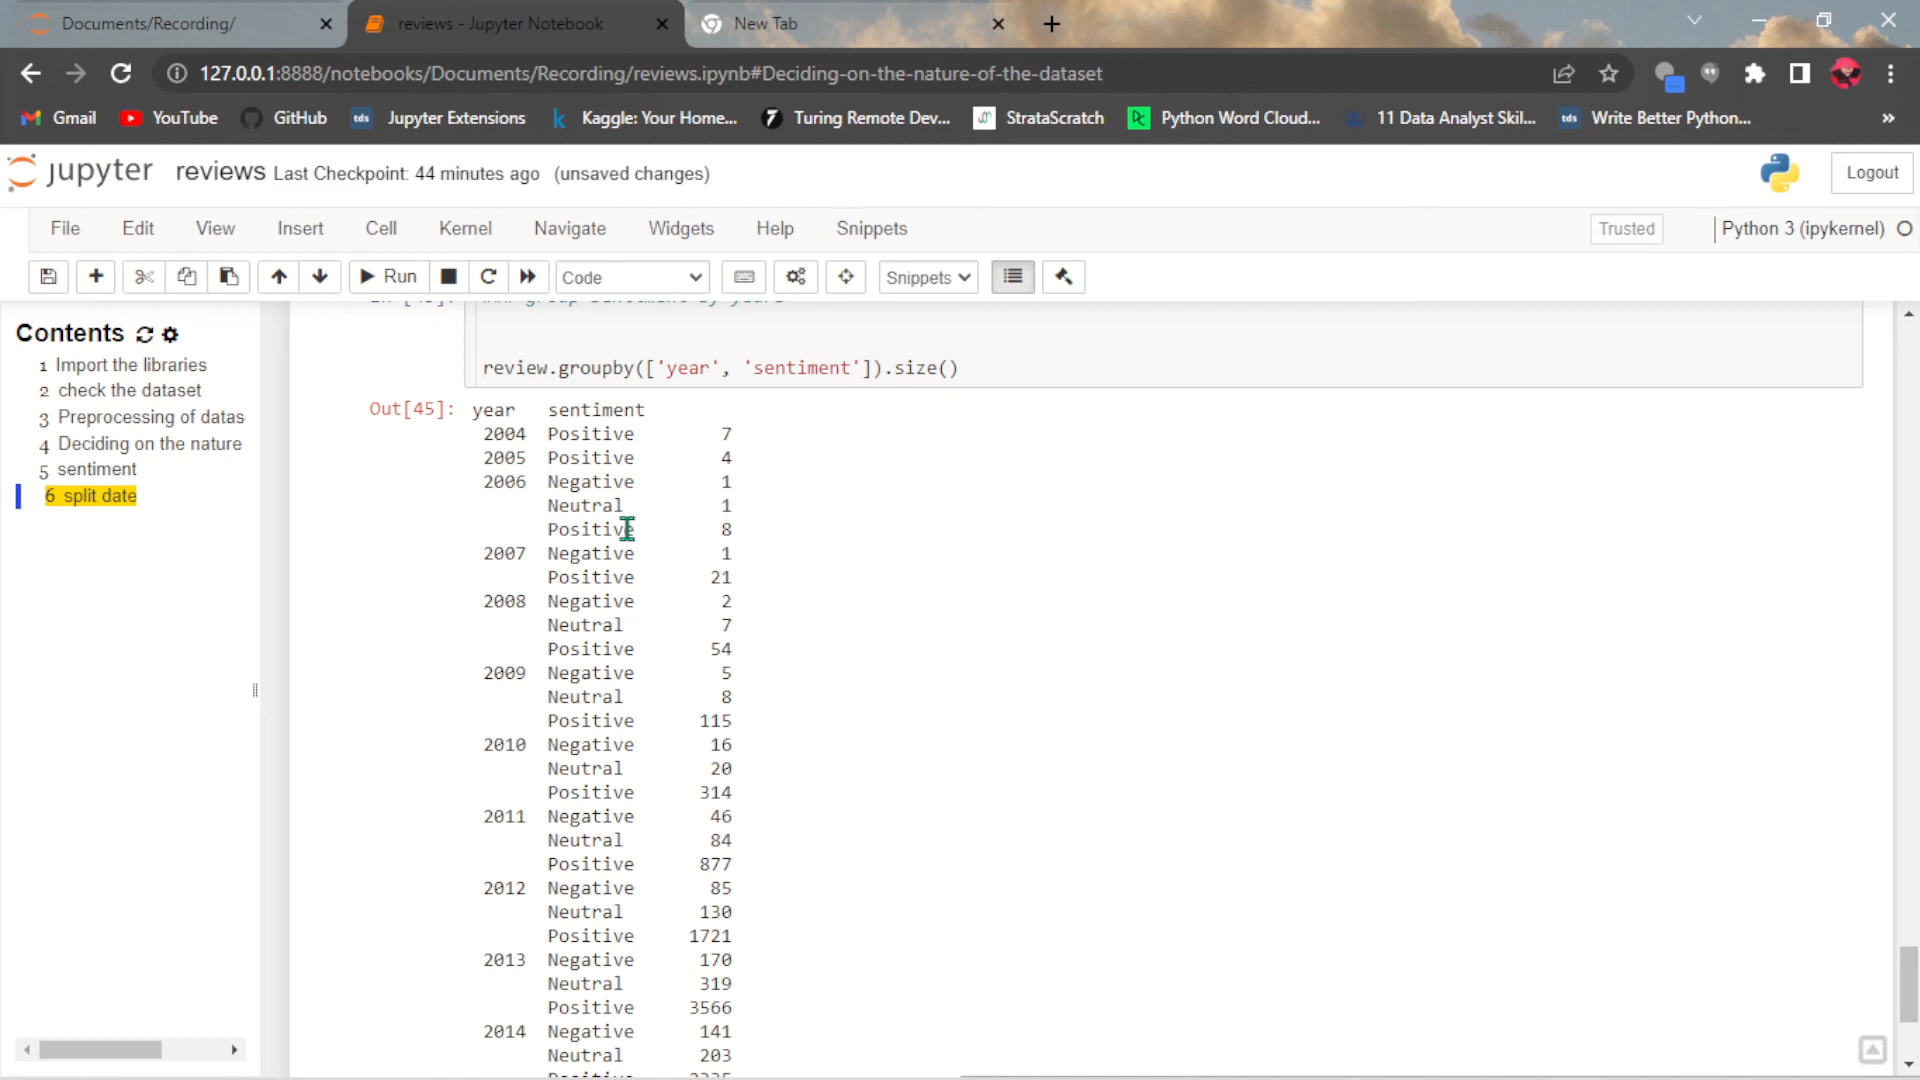 Documents/Recording/
reviews - Jupyter Notebook
New Tab
127.0.0.1:8888/notebooks/Documents/Recording/reviews.ipynb#Deciding-on-the-nature-of-the-dataset
Gmail YouTube GitHub Jupyter Extensions Kaggle: Your Home... Turing Remote Dev... StrataScratch Python Word Cloud... 11 Data Analyst Skil... Write Better Python...
jupyter reviews Last Checkpoint: 44 minutes ago (unsaved changes) Logout
File Edit View Insert Cell Kernel Navigate Widgets Help Snippets Trusted Python 3 (ipykernel)
Run Code Snippets
Contents
1 Import the libraries
2 check the dataset
3 Preprocessing of datas
4 Deciding on the nature
5 sentiment
6 split date
review.groupby(['year', 'sentiment']).size()
Out[45]: year sentiment
2004 Positive 7
2005 Positive 4
2006 Negative 1
Neutral 1
Positive 8
2007 Negative 1
Positive 21
2008 Negative 2
Neutral 7
Positive 54
2009 Negative 5
Neutral 8
Positive 115
2010 Negative 16
Neutral 20
Positive 314
2011 Negative 46
Neutral 84
Positive 877
2012 Negative 85
Neutral 130
Positive 1721
2013 Negative 170
Neutral 319
Positive 3566
2014 Negative 141
Neutral 203